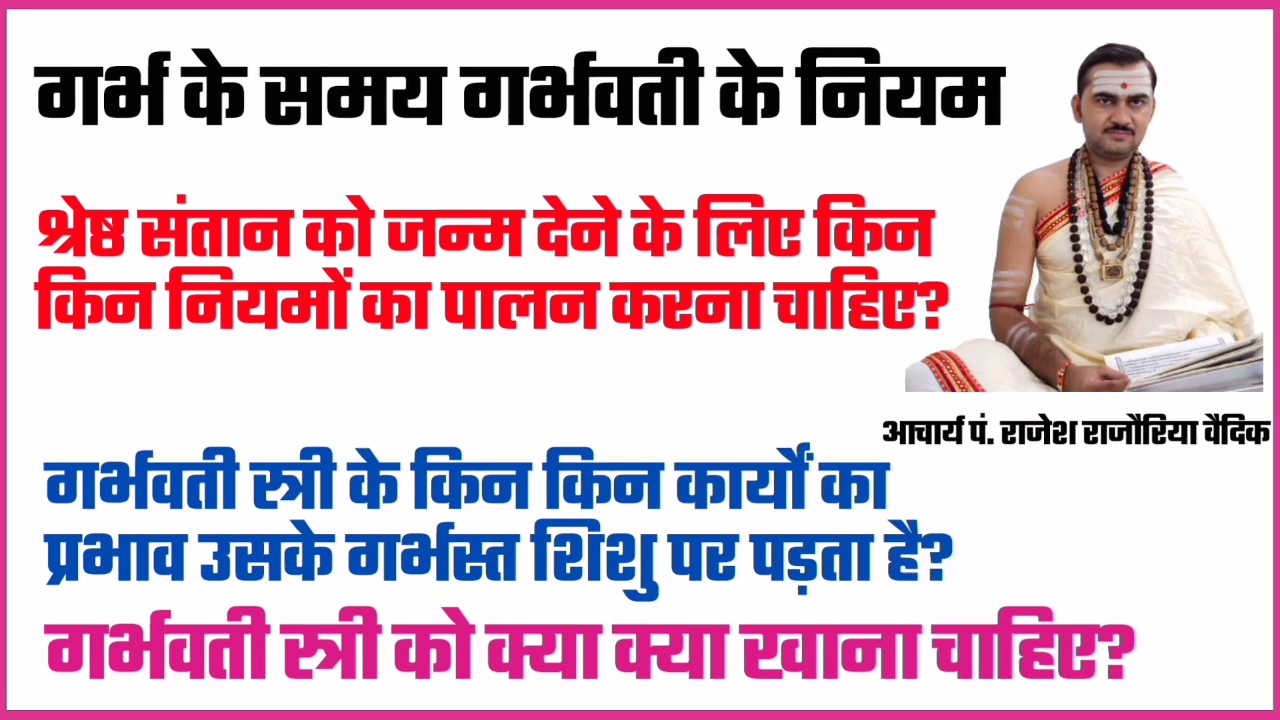 गर्भ के समय गर्भवती के नियम
श्रेष्ठ संतान को जन्म देने के लिए किन
किन नियमों का पालन करना चाहिए?
आचार्य पं. राजेश राजौरिया वैदिक
गर्भवती स्त्री के किन किन कार्यों का
प्रभाव उसके गर्भस्त शिशु पर पड़ता है?
गर्भवती स्त्री को क्या क्या खाना चाहिए?